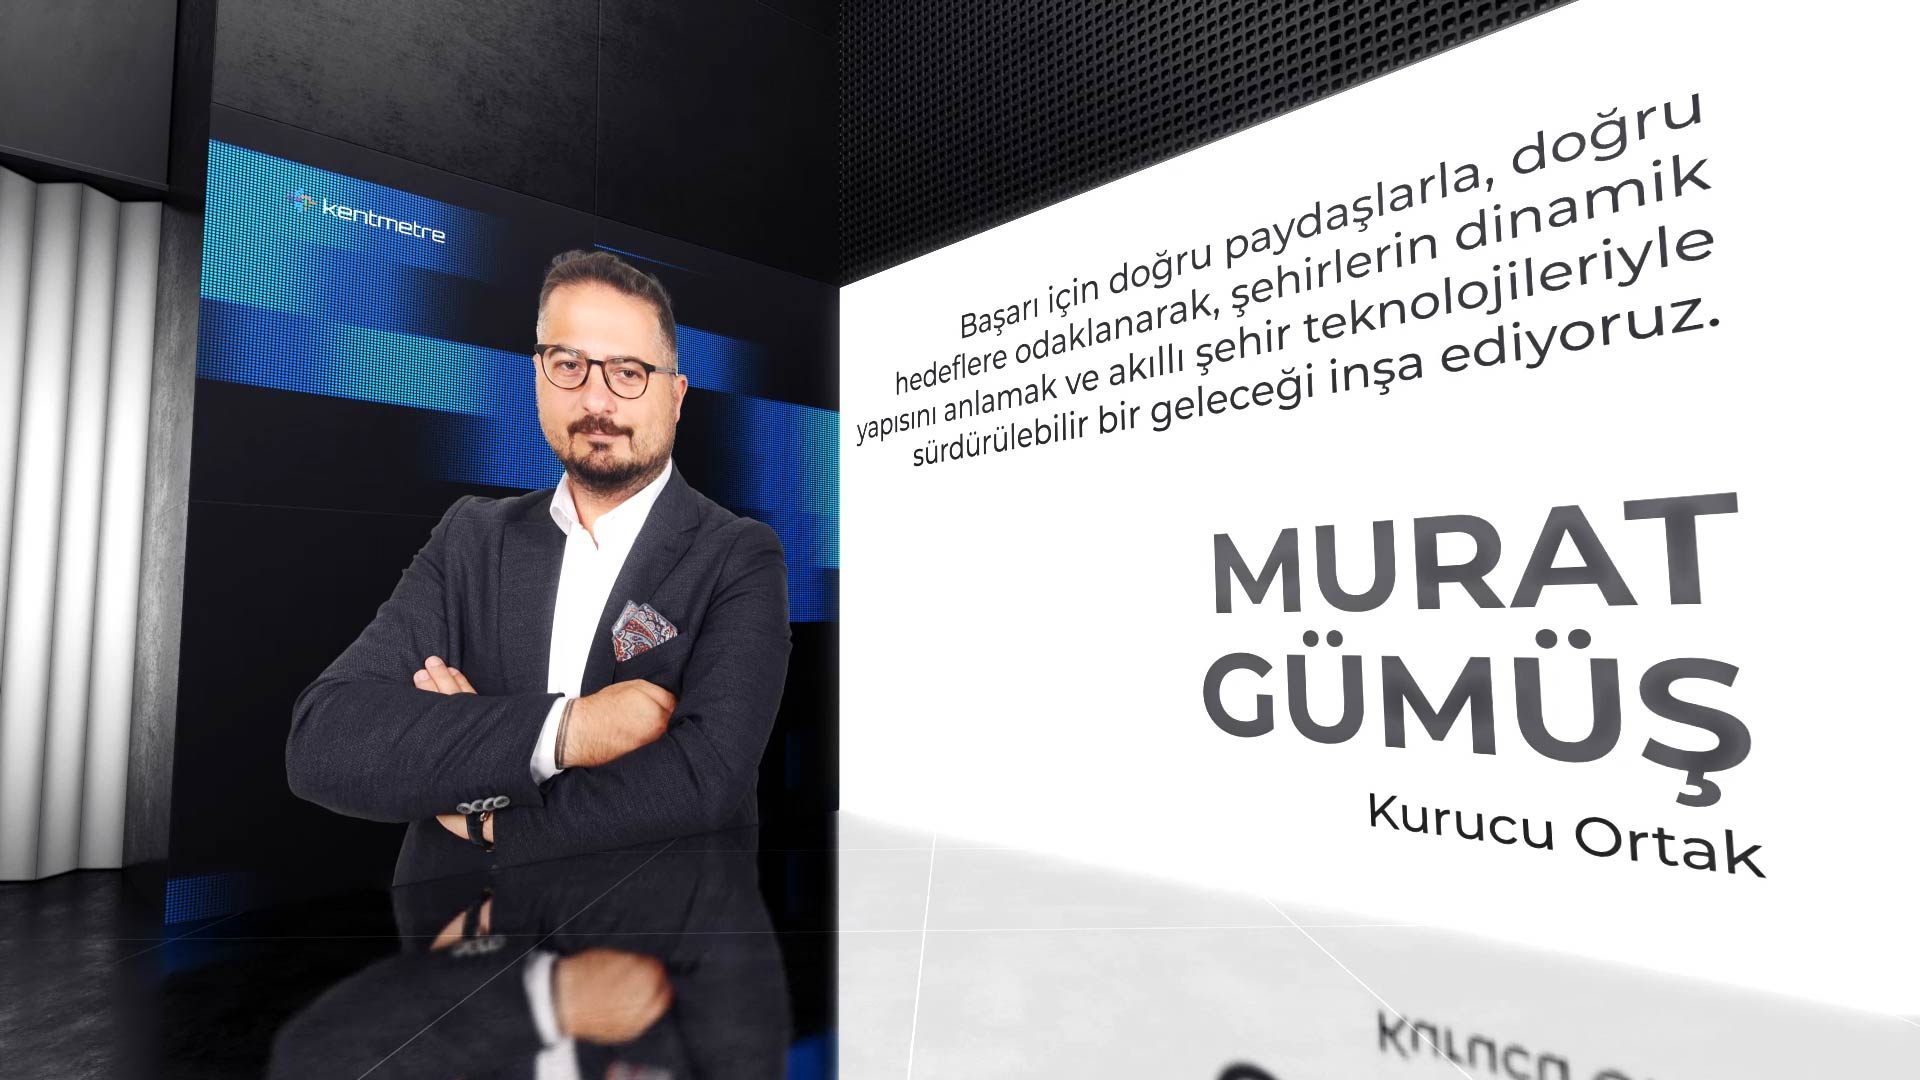 kentmetre
Başarı için doğru paydaşlarla, doğru
hedeflere odaklanarak, şehirlerin dinamik
yapısını anlamak ve akıllı şehir teknolojileriyle
sürdürülebilir bir geleceği inşa ediyoruz.
MURAT
GÜMÜŞ
Kurucu Ortak